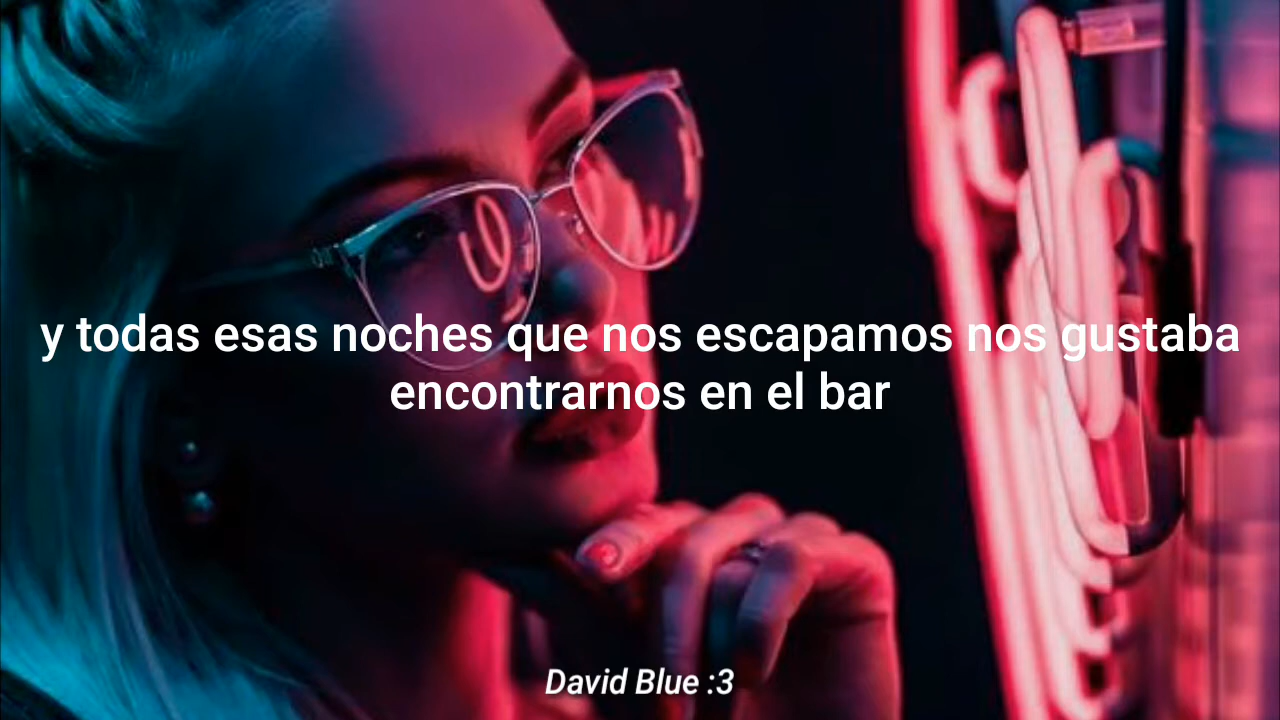 y todas esas noches que nos escapamos nos gustaba
encontrarnos en el bar
David Blue :3